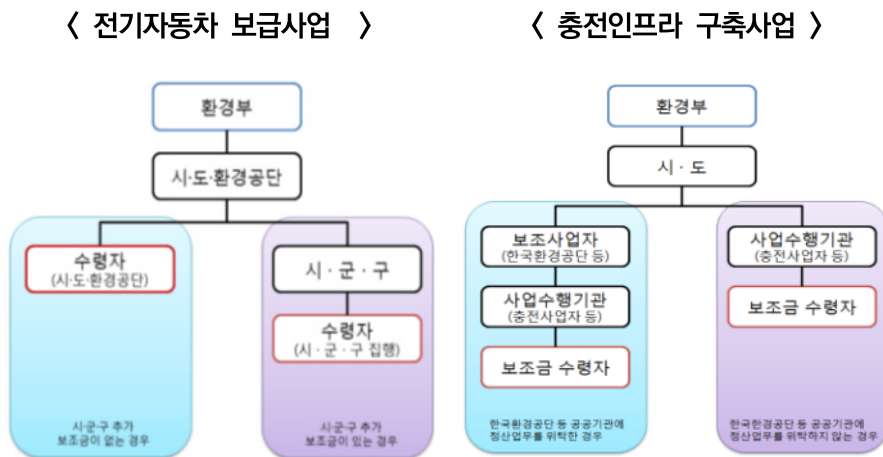 〈 전기자동차 보급사업 〉
환경부
시·도·환경공단
수령자
(시·도·환경공단)
시·군·구 추가
보조금이 없는 경우
시 · 군 · 구
수령자
(시 · 군 · 구 집행)
시·군·구 추가
보조금이 있는 경우
〈 충전인프라 구축사업 〉
환경부
시 · 도
보조사업자
(한국환경공단 등)
사업수행기관
(충전사업자 등)
보조금 수령자
한국환경공단 등 공공기관에
정산업무를 위탁한 경우
사업수행기관
(충전사업자 등)
보조금 수령자
한국한경공단 등 공공기관에
정산업무를 위탁하지 않는 경우